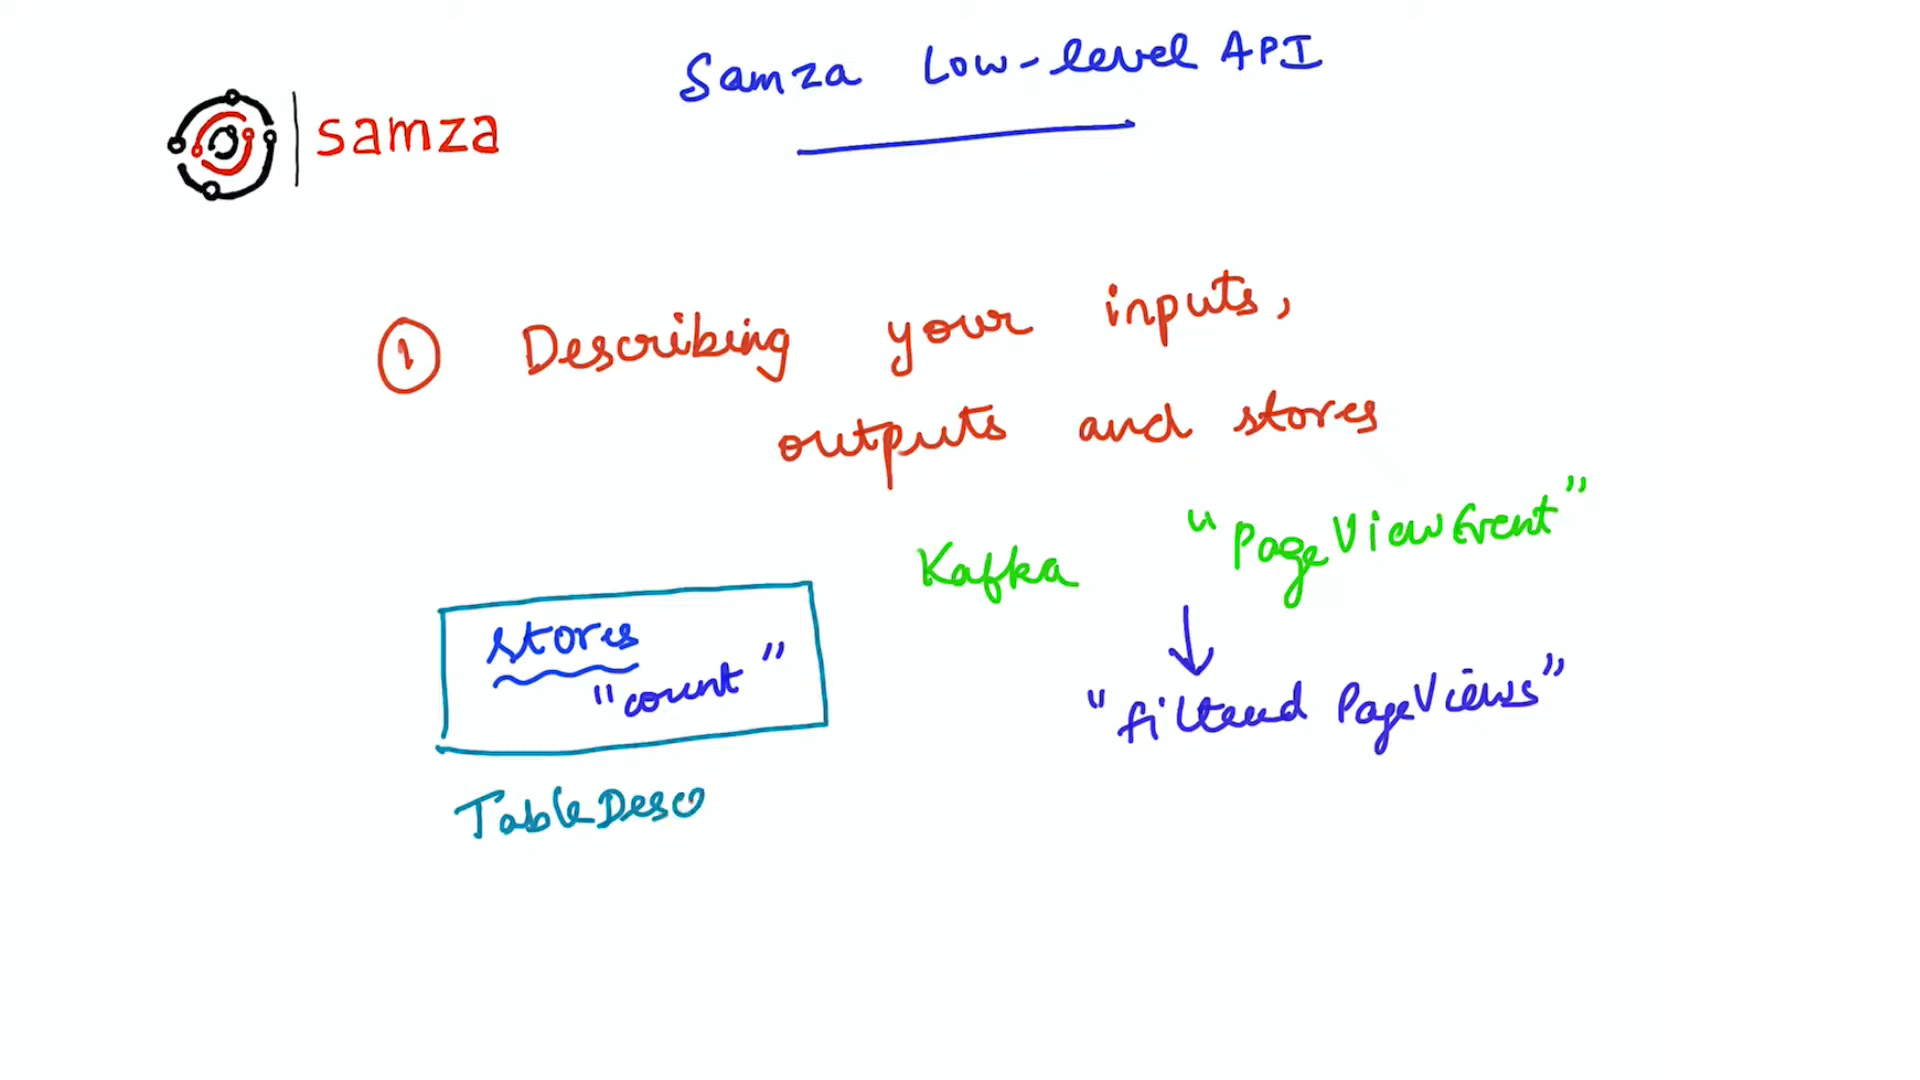 Samza Low-level API
samza
1 Describing your inputs,
outputs and stores
Kafka "PageViewEvent"
stores
"count"
"filtered PageViews"
TableDesc